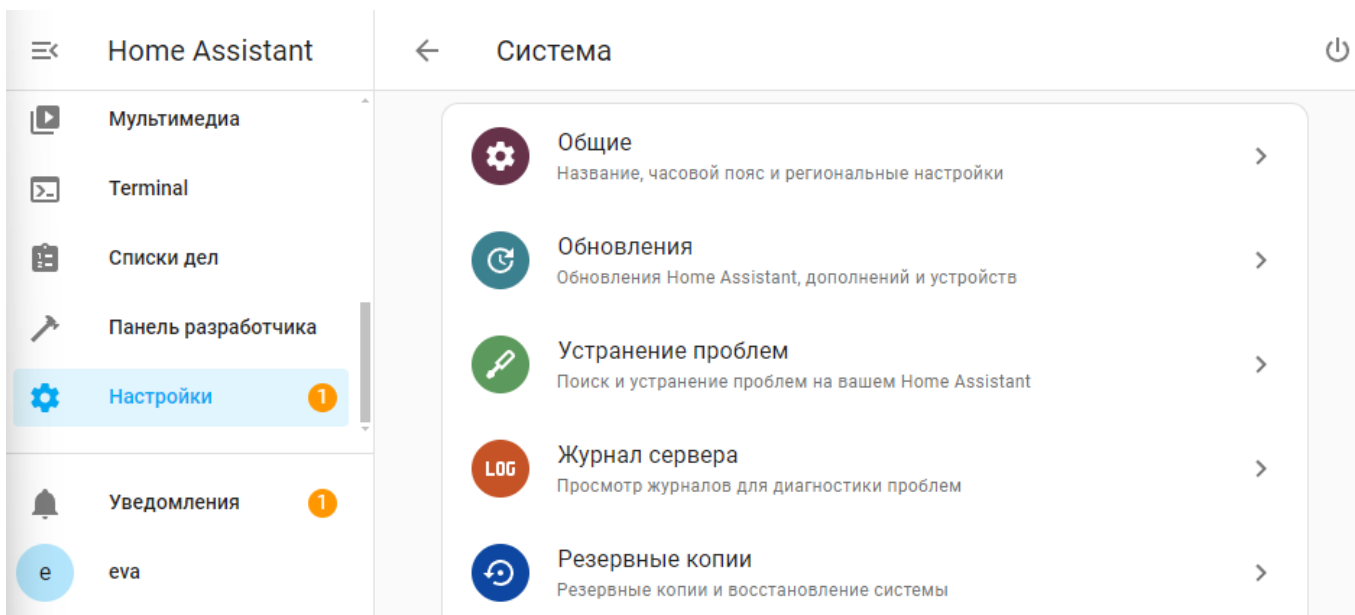 Home Assistant
Мультимедиа
Terminal
Списки дел
Панель разработчика
Настройки 1
Уведомления 1
e eva
Система
Общие
Название, часовой пояс и региональные настройки
Обновления
Обновления Home Assistant, дополнений и устройств
Устранение проблем
Поиск и устранение проблем на вашем Home Assistant
LOG
Журнал сервера
Просмотр журналов для диагностики проблем
Резервные копии
Резервные копии и восстановление системы